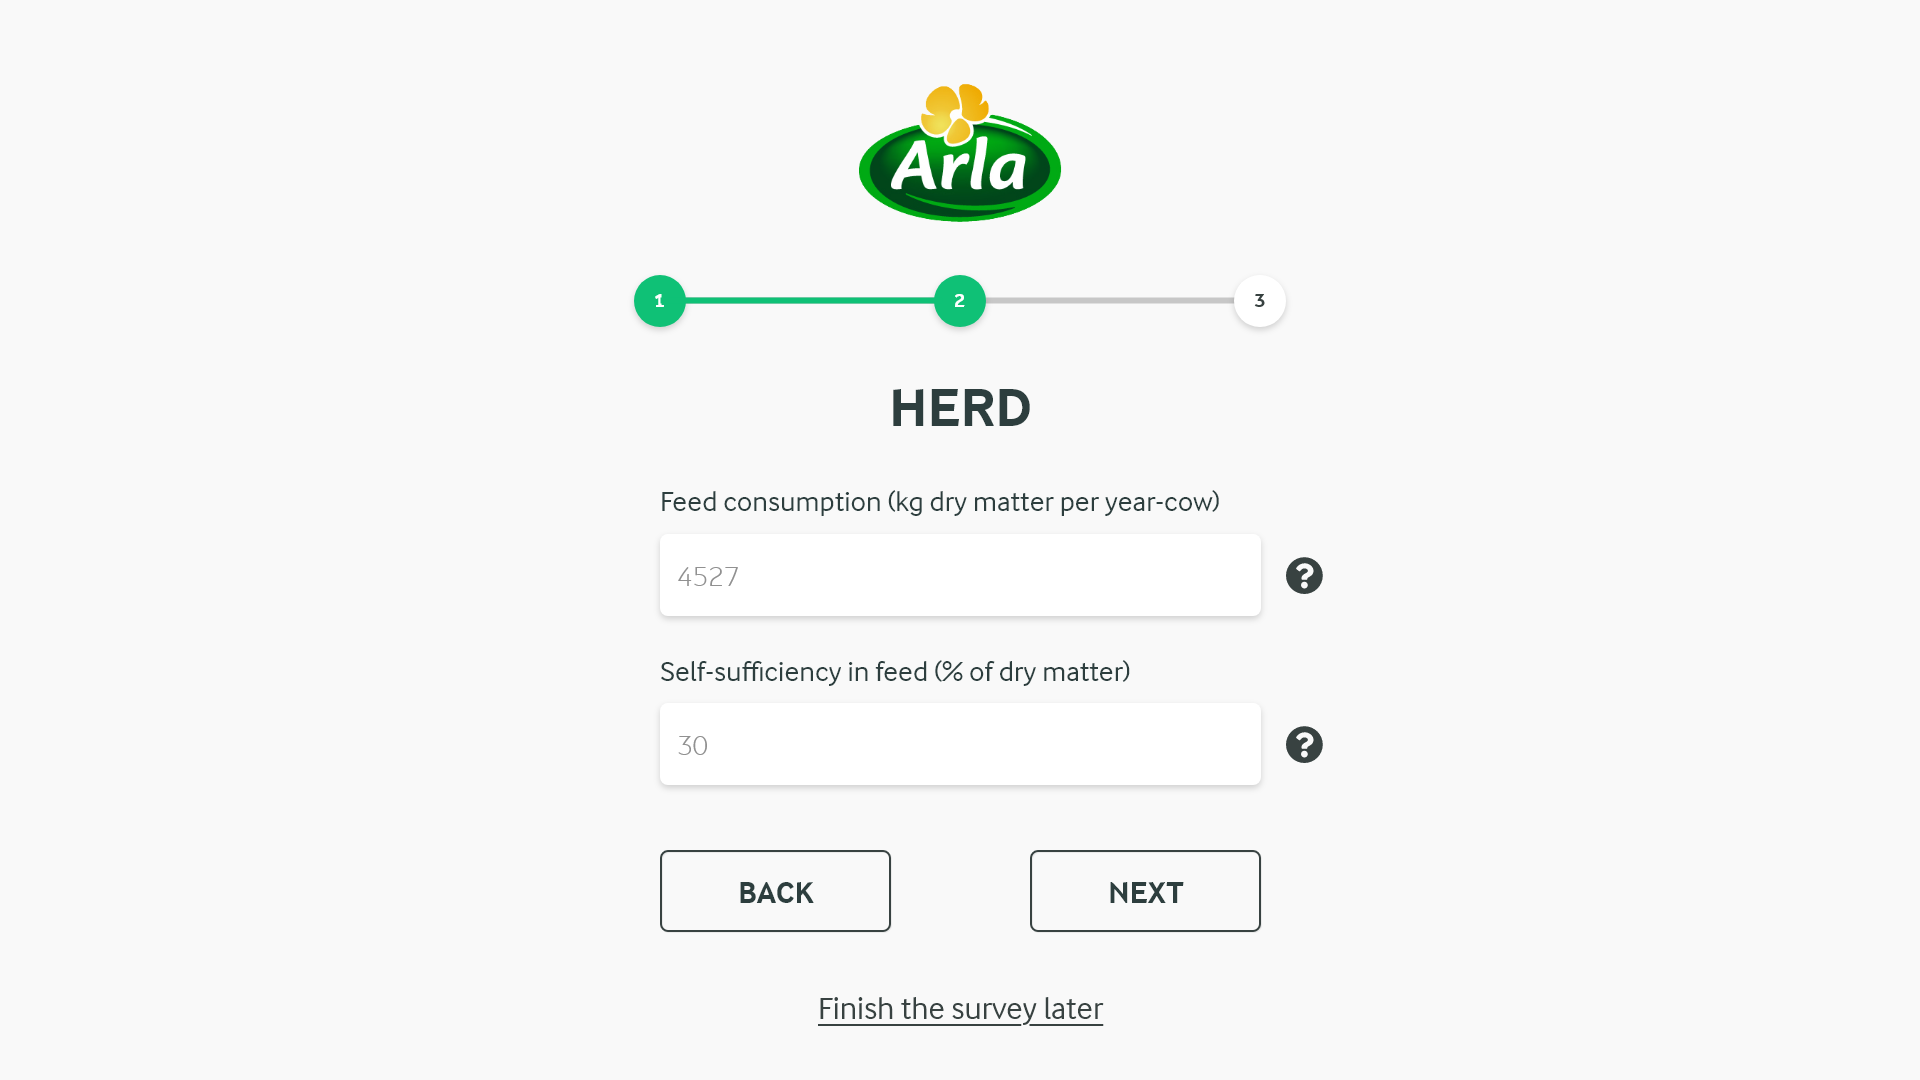 Arla
1 2 3
HERD
Feed consumption (kg dry matter per year-cow)
4527
?
Self-sufficiency in feed (% of dry matter)
30
?
BACK NEXT
Finish the survey later